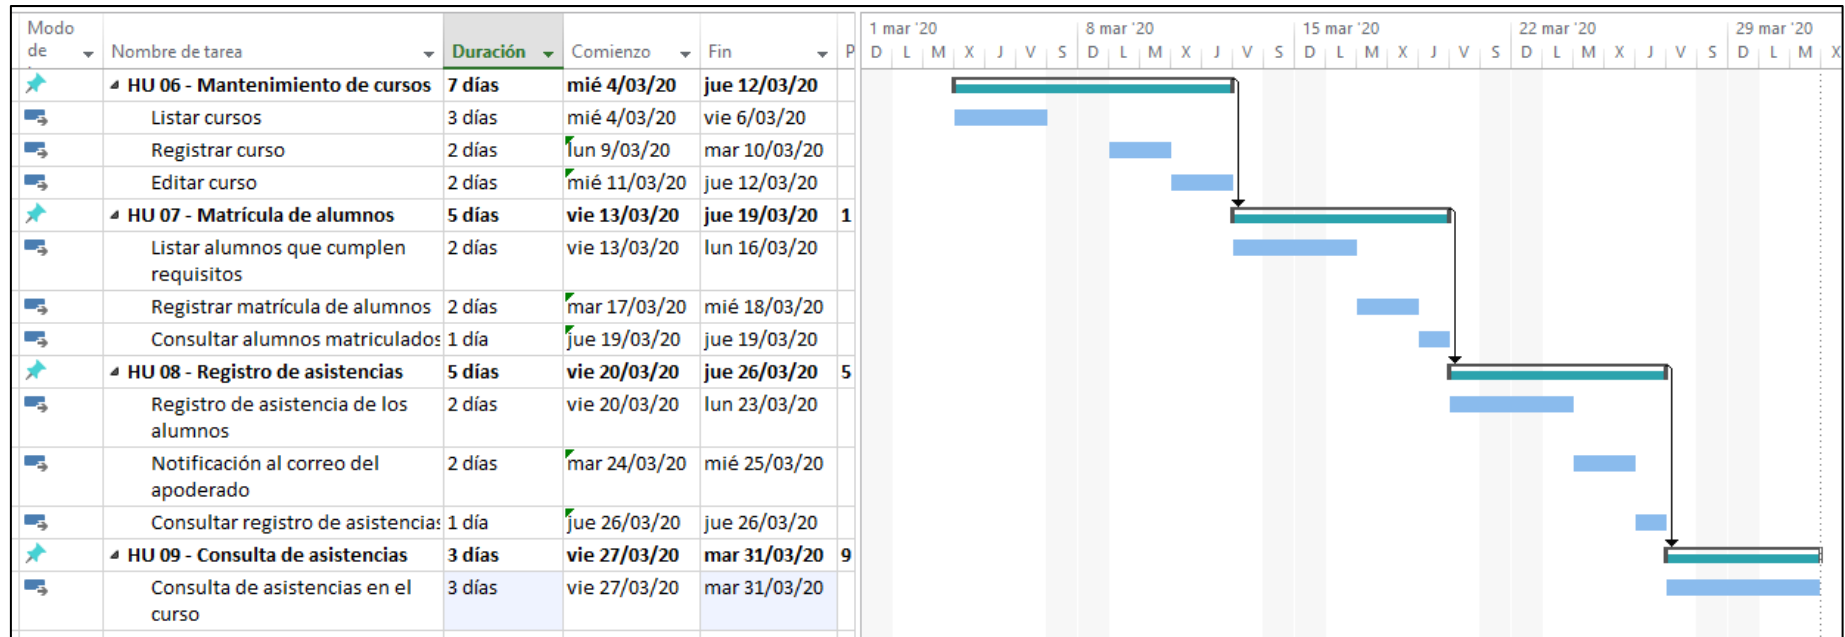 Modo de
Nombre de tarea
Duración
Comienzo
Fin
P
1 mar '20
8 mar '20
15 mar '20
22 mar '20
29 mar '20
D L M X J V S D L M X J V S D L M X J V S D L M X J V S D L M X
HU 06 - Mantenimiento de cursos 7 días mié 4/03/20 jue 12/03/20
Listar cursos 3 días mié 4/03/20 vie 6/03/20
Registrar curso 2 días lun 9/03/20 mar 10/03/20
Editar curso 2 días mié 11/03/20 jue 12/03/20
HU 07 - Matrícula de alumnos 5 días vie 13/03/20 jue 19/03/20 1
Listar alumnos que cumplen 2 días vie 13/03/20 lun 16/03/20
requisitos
Registrar matrícula de alumnos 2 días mar 17/03/20 mié 18/03/20
Consultar alumnos matriculados 1 día jue 19/03/20 jue 19/03/20
HU 08 - Registro de asistencias 5 días vie 20/03/20 jue 26/03/20 5
Registro de asistencia de los 2 días vie 20/03/20 lun 23/03/20
alumnos
Notificación al correo del 2 días mar 24/03/20 mié 25/03/20
apoderado
Consultar registro de asistencias 1 día jue 26/03/20 jue 26/03/20
HU 09 - Consulta de asistencias 3 días vie 27/03/20 mar 31/03/20 9
Consulta de asistencias en el 3 días vie 27/03/20 mar 31/03/20
curso